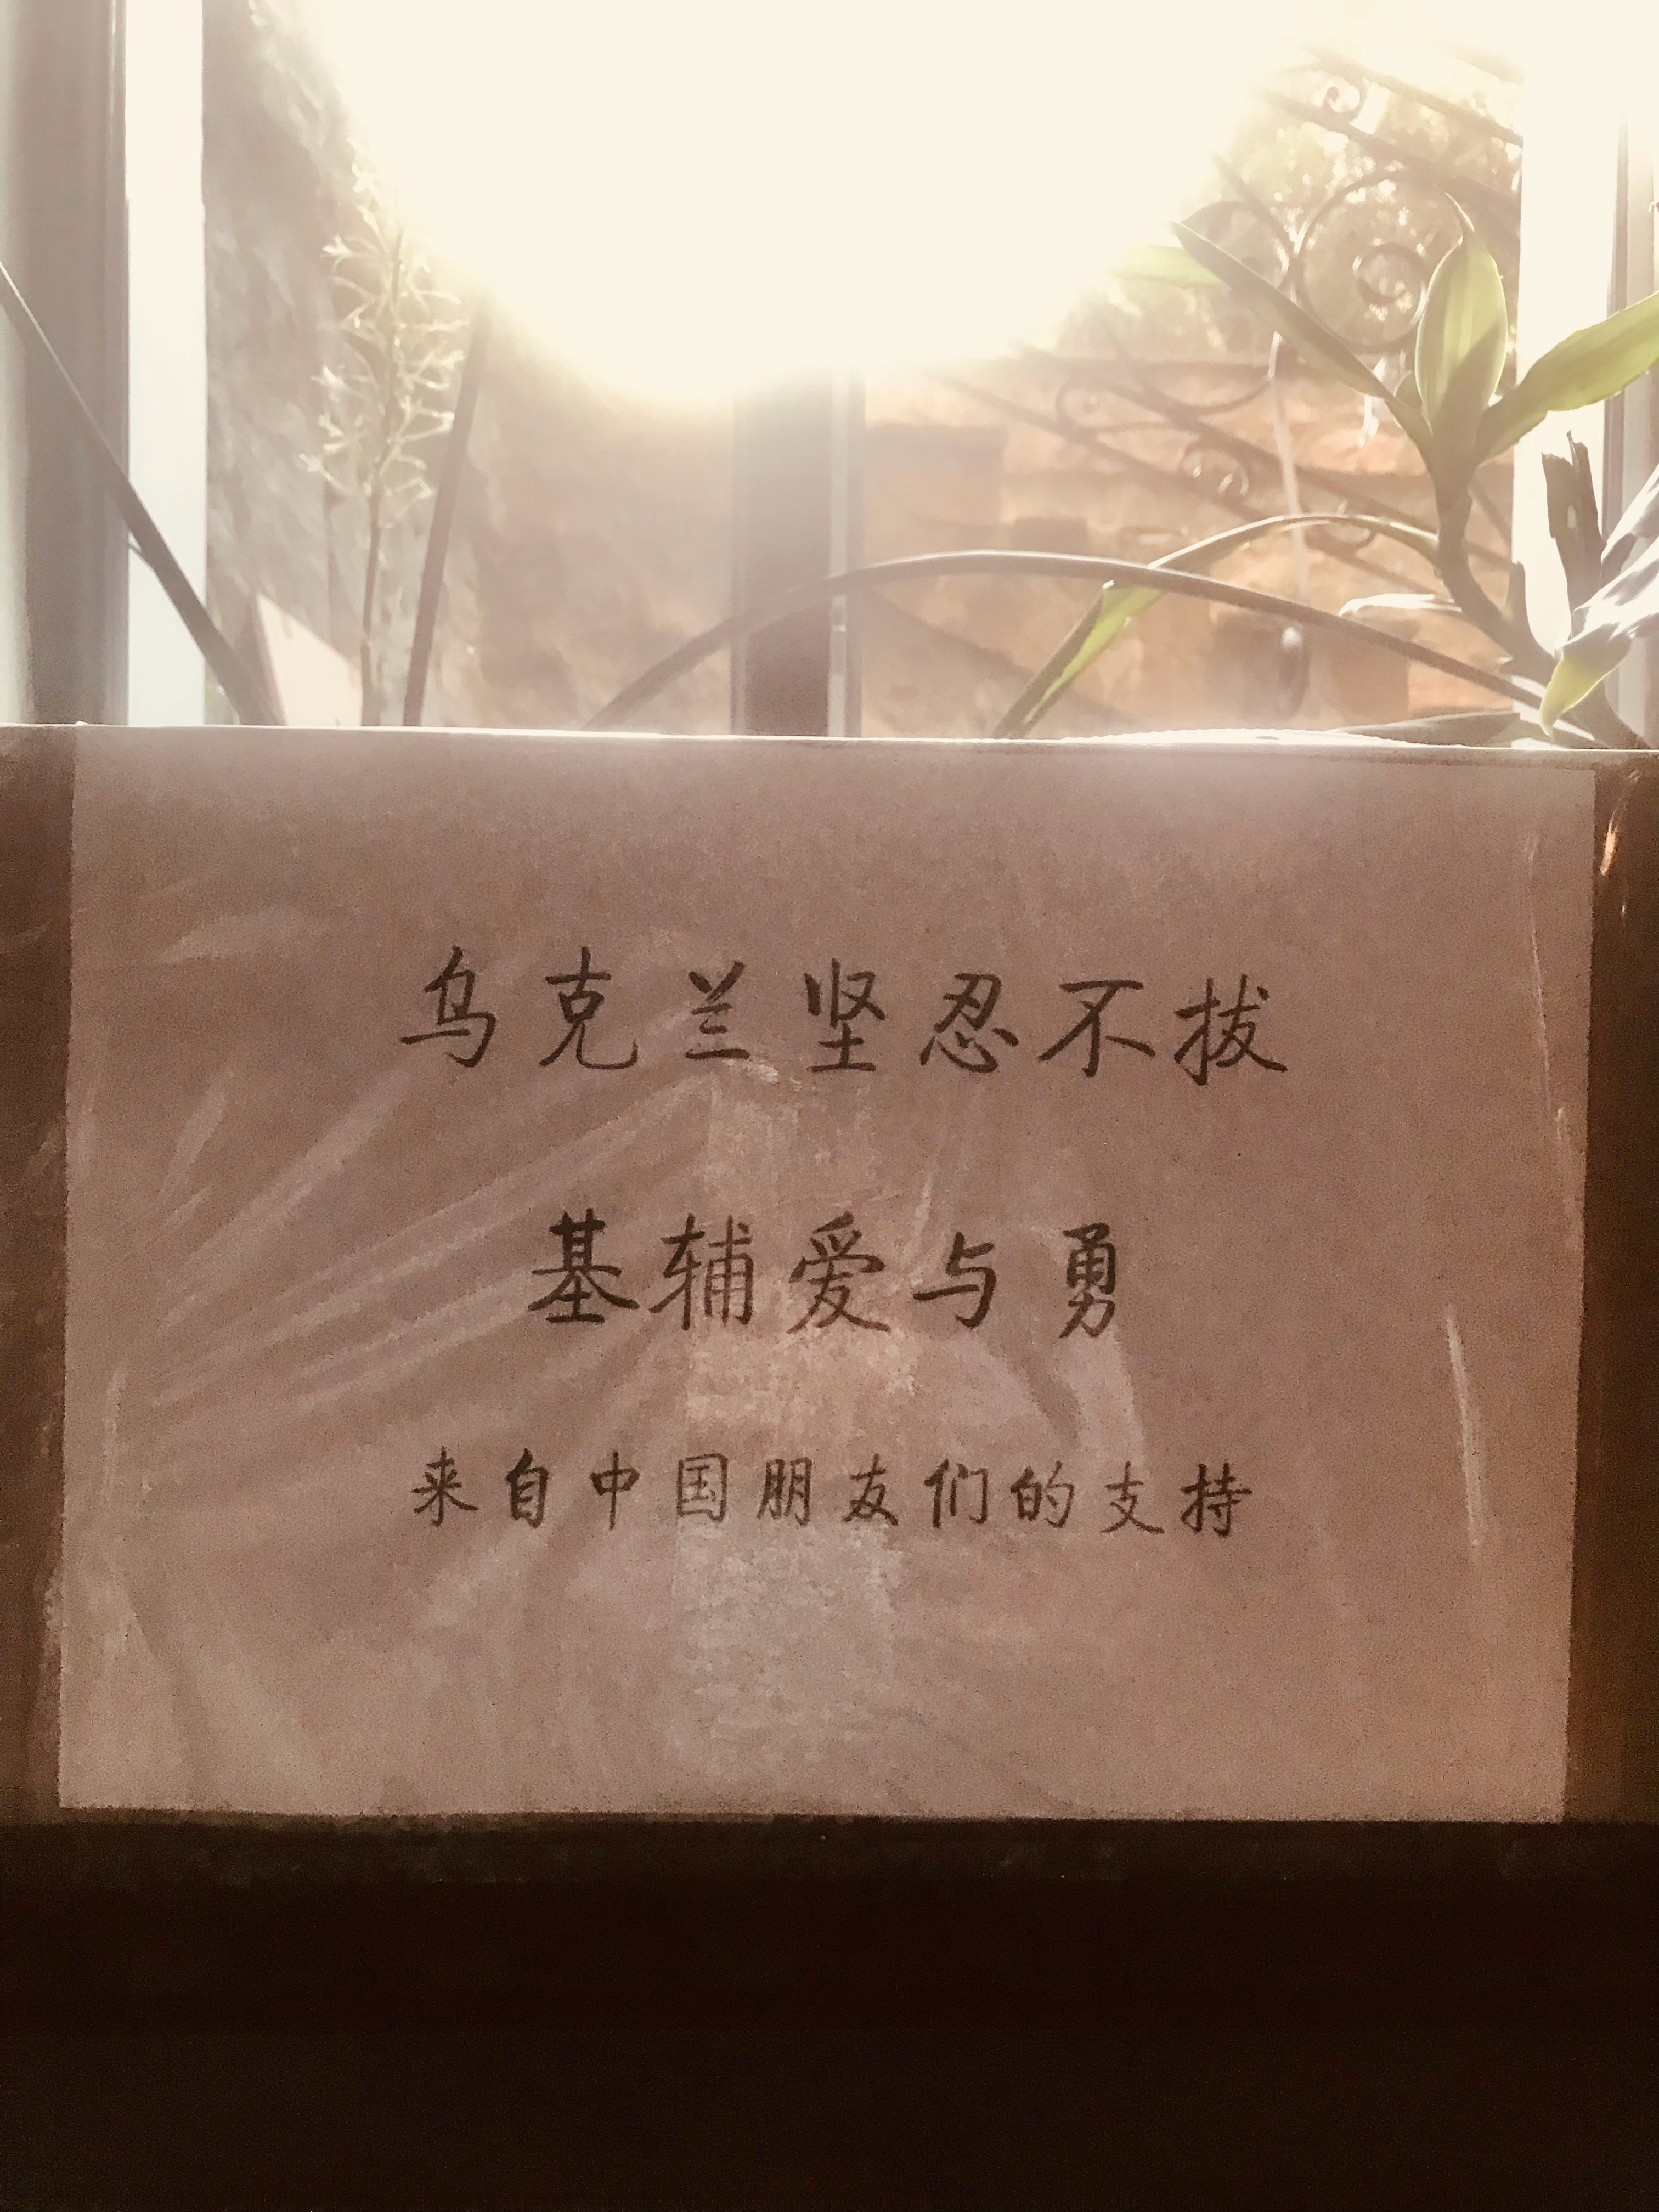 乌克兰坚忍不拔
基辅爱与勇
来自中国朋友们的支持